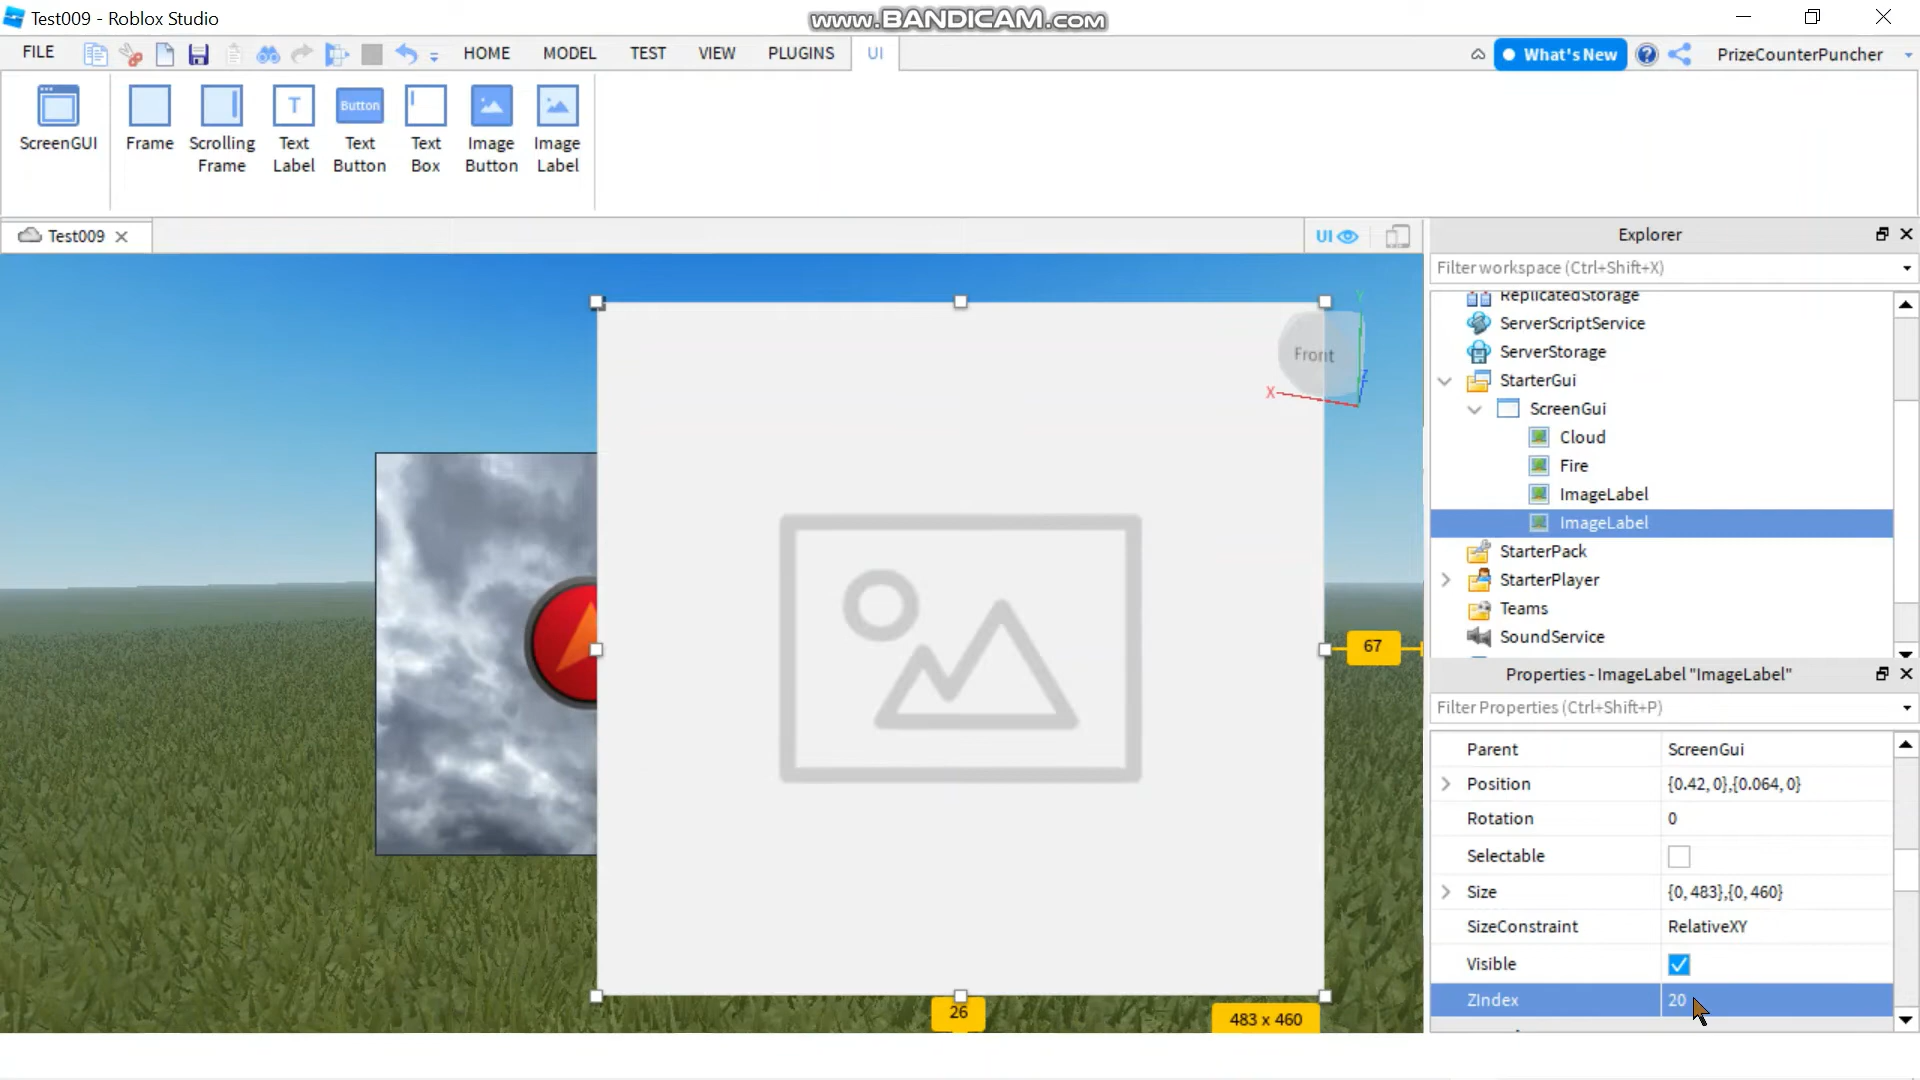 Test009 - Roblox Studio
www.BANDICAM.com
FILE
HOME
MODEL
TEST
VIEW
PLUGINS
UI
What's New
PrizeCounterPuncher
ScreenGUI
Frame
Scrolling
Frame
Text
Label
Text
Button
Button
Text
Box
Image
Button
Image
Label
Test009
UI
Explorer
Filter workspace (Ctrl+Shift+X)
ReplicatedStorage
ServerScriptService
ServerStorage
StarterGui
ScreenGui
Cloud
Fire
ImageLabel
ImageLabel
StarterPack
StarterPlayer
Teams
SoundService
Front
X
Y
Z
67
26
483 x 460
Properties - ImageLabel "ImageLabel"
Filter Properties (Ctrl+Shift+P)
Parent ScreenGui
Position {0.42, 0},{0.064, 0}
Rotation 0
Selectable
Size {0, 483},{0, 460}
SizeConstraint RelativeXY
Visible
ZIndex 20